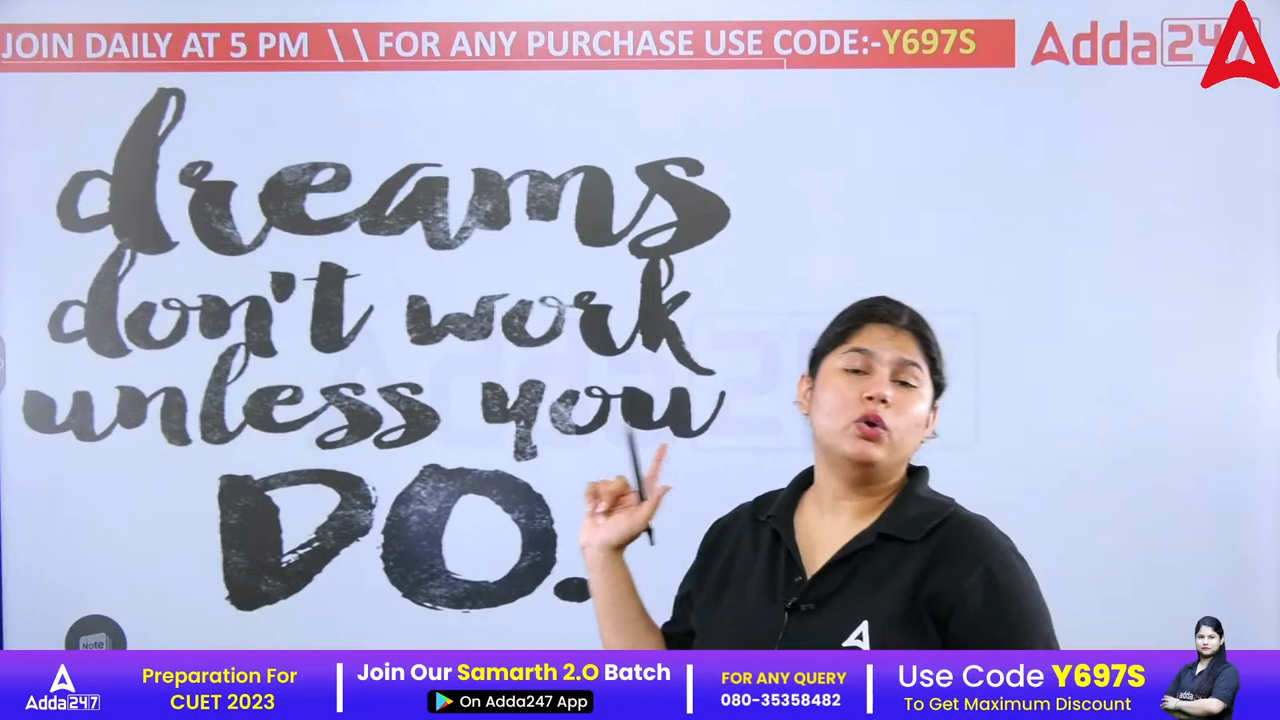 JOIN DAILY AT 5 PM \\ FOR ANY PURCHASE USE CODE:-Y697S
Adda247
dreams
don't work
unless you
DO.
Note
Adda247
Preparation For
CUET 2023
Join Our Samarth 2.O Batch
On Adda247 App
FOR ANY QUERY
080-35358482
Use Code Y697S
To Get Maximum Discount